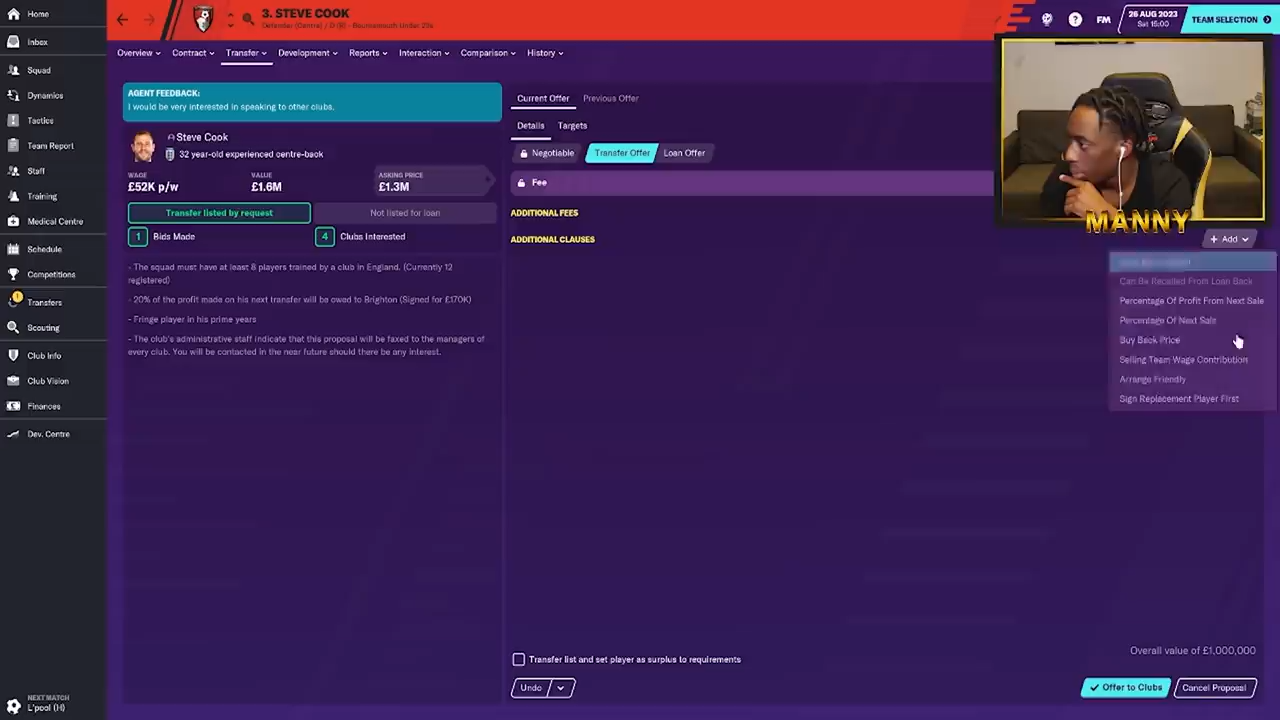 Home
Inbox
Squad
Dynamics
Tactics
Team Report
Staff
Training
Medical Centre
Schedule
Competitions
Transfers
Scouting
Club Info
Club Vision
Finances
Dev. Centre
NEXT MATCH
L'pool (H)
3. STEVE COOK
Defender (Central) / D (R) - Bournemouth Under 23s
? FM 26 AUG 2023
Sat 15:00
TEAM SELECTION
Overview Contract Transfer Development Reports Interaction Comparison History
AGENT FEEDBACK:
I would be very interested in speaking to other clubs.
Steve Cook
32 year-old experienced centre-back
WAGE VALUE ASKING PRICE
£52K p/w £1.6M £1.3M
Transfer listed by request Not listed for loan
1 Bids Made 4 Clubs Interested
- The squad must have at least 8 players trained by a club in England. (Currently 12
registered)
- 20% of the profit made on his next transfer will be owed to Brighton (Signed for £170K)
- Fringe player in his prime years
- The club's administrative staff indicate that this proposal will be faxed to the managers of
every club. You will be contacted in the near future should there be any interest.
Current Offer Previous Offer
Details Targets
Negotiable Transfer Offer Loan Offer
Fee
ADDITIONAL FEES
ADDITIONAL CLAUSES
MANNY
+ Add
Can Be Recalled From Loan Back
Percentage Of Profit From Next Sale
Percentage Of Next Sale
Buy Back Price
Selling Team Wage Contribution
Arrange Friendly
Sign Replacement Player First
Overall value of £1,000,000
Transfer list and set player as surplus to requirements
Undo
Offer to Clubs Cancel Proposal